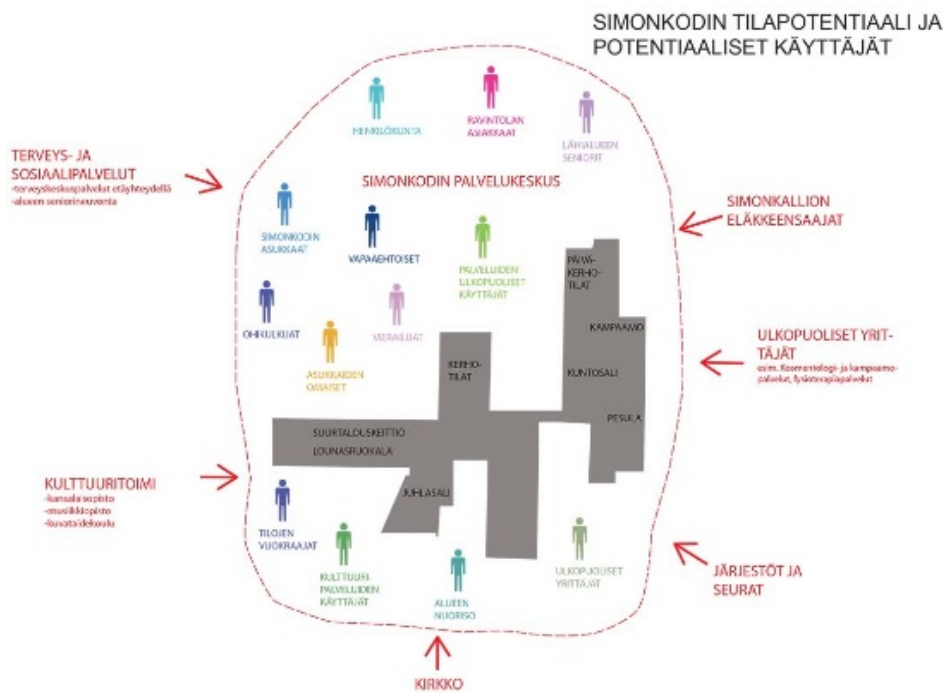 SIMONKODIN TILAPOTENTIAALI JA
POTENTIAALISET KÄYTTÄJÄT
HENKILÖKUNTA
RAVINTOLAN
ASIAKKAAT
LÄHIALUEEN
SENIORIT
TERVEYS- JA
SOSIAALIPALVELUT
-terveyskeskuspalvelut etäyhteydellä
-alueen seniorineuvonta
SIMONKODIN PALVELUKESKUS
SIMONKALLION
ELÄKKEENSAAJAT
SIMONKODIN
ASUKKAAT
VAPAAEHTOISET
PALVELUIDEN
ULKOPUOLISET
KÄYTTÄJÄT
PÄIVÄ-
KERHO-
TILAT
OHIKULKIJAT
VIERAILIJAT
ASUKKAIDEN
OMAISET
KERHO-
TILAT
KAMPAAMO
KUNTOSALI
PESULA
ULKOPUOLISET YRIT-
TÄJÄT
esim. Kosmetologi- ja kampaamo-
palvelut, fysioterapiapalvelut
SUURTALOUSKEITTIÖ
LOUNASRUOKALA
JUHLASALI
KULTTUURITOIMI
-kansalaisopisto
-musiikkiopisto
-kuvataidekoulu
TILOJEN
VUOKRAAJAT
KULTTUURI-
PALVELUIDEN
KÄYTTÄJÄT
ALUEEN
NUORISO
ULKOPUOLISET
YRITTÄJÄT
JÄRJESTÖT JA
SEURAT
KIRKKO